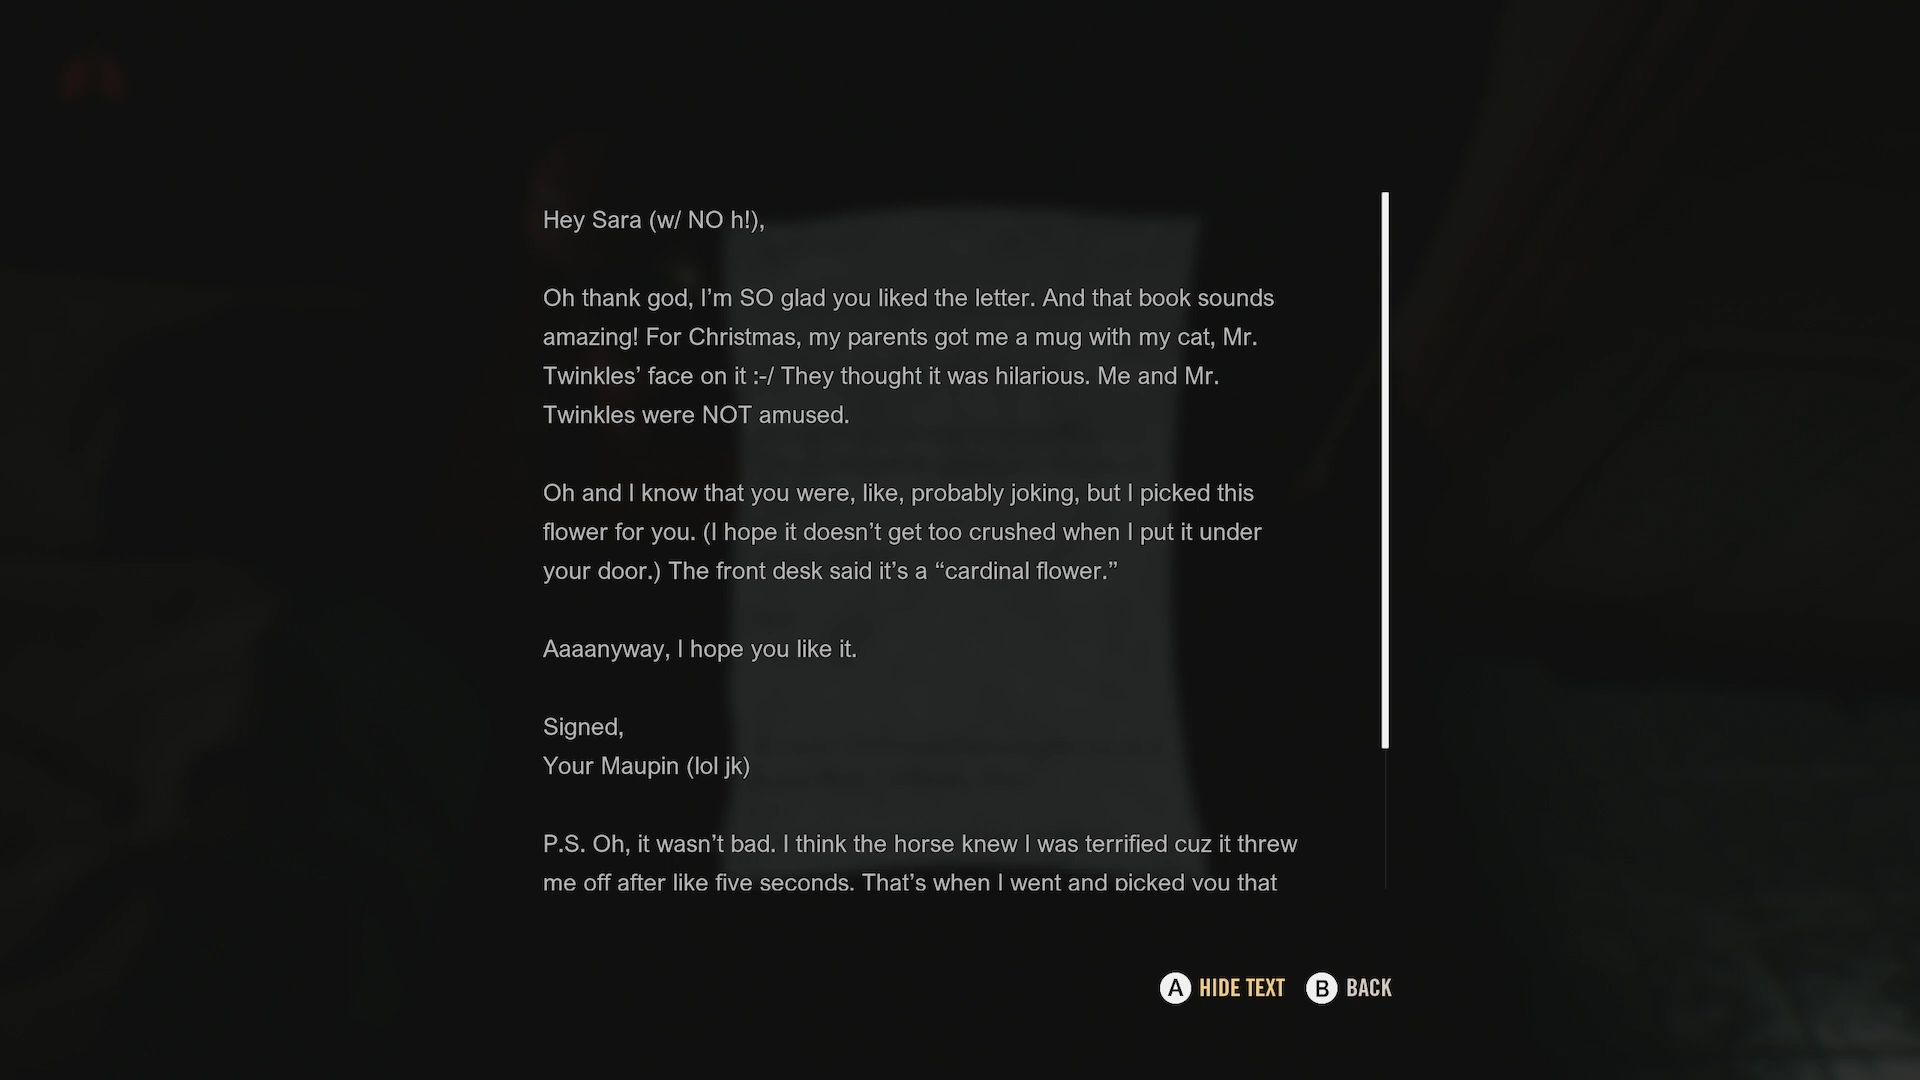 Hey Sara (w/ NO h!),
Oh thank god, I’m SO glad you liked the letter. And that book sounds
amazing! For Christmas, my parents got me a mug with my cat, Mr.
Twinkles’ face on it :-/ They thought it was hilarious. Me and Mr.
Twinkles were NOT amused.
Oh and I know that you were, like, probably joking, but I picked this
flower for you. (I hope it doesn’t get too crushed when I put it under
your door.) The front desk said it’s a “cardinal flower.”
Aaaanyway, I hope you like it.
Signed,
Your Maupin (lol jk)
P.S. Oh, it wasn’t bad. I think the horse knew I was terrified cuz it threw
me off after like five seconds. That’s when I went and picked you that
A HIDE TEXT B BACK